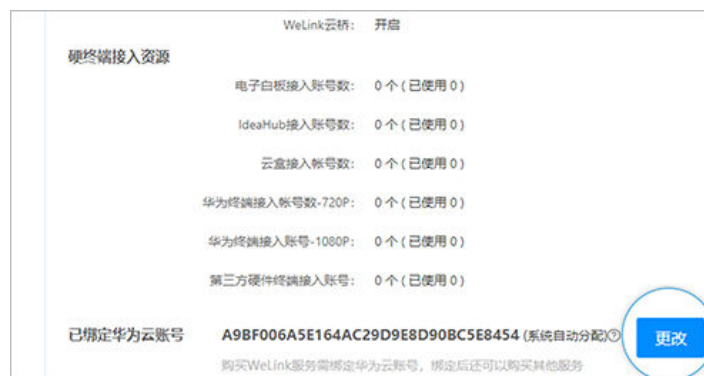 WeLink云桥： 开启
硬终端接入资源
电子白板接入账号数： 0 个 ( 已使用 0 )
IdeaHub接入账号数： 0 个 ( 已使用 0 )
云盒接入帐号数： 0 个 ( 已使用 0 )
华为终端接入帐号数-720P： 0 个 ( 已使用 0 )
华为终端接入账号-1080P： 0 个 ( 已使用 0 )
第三方硬件终端接入账号： 0 个 ( 已使用 0 )
已绑定华为云账号 A9BF006A5E164AC29D9E8D90BC5E8454 (系统自动分配)? 更改
购买WeLink服务需绑定华为云账号，绑定后还可以购买其他服务